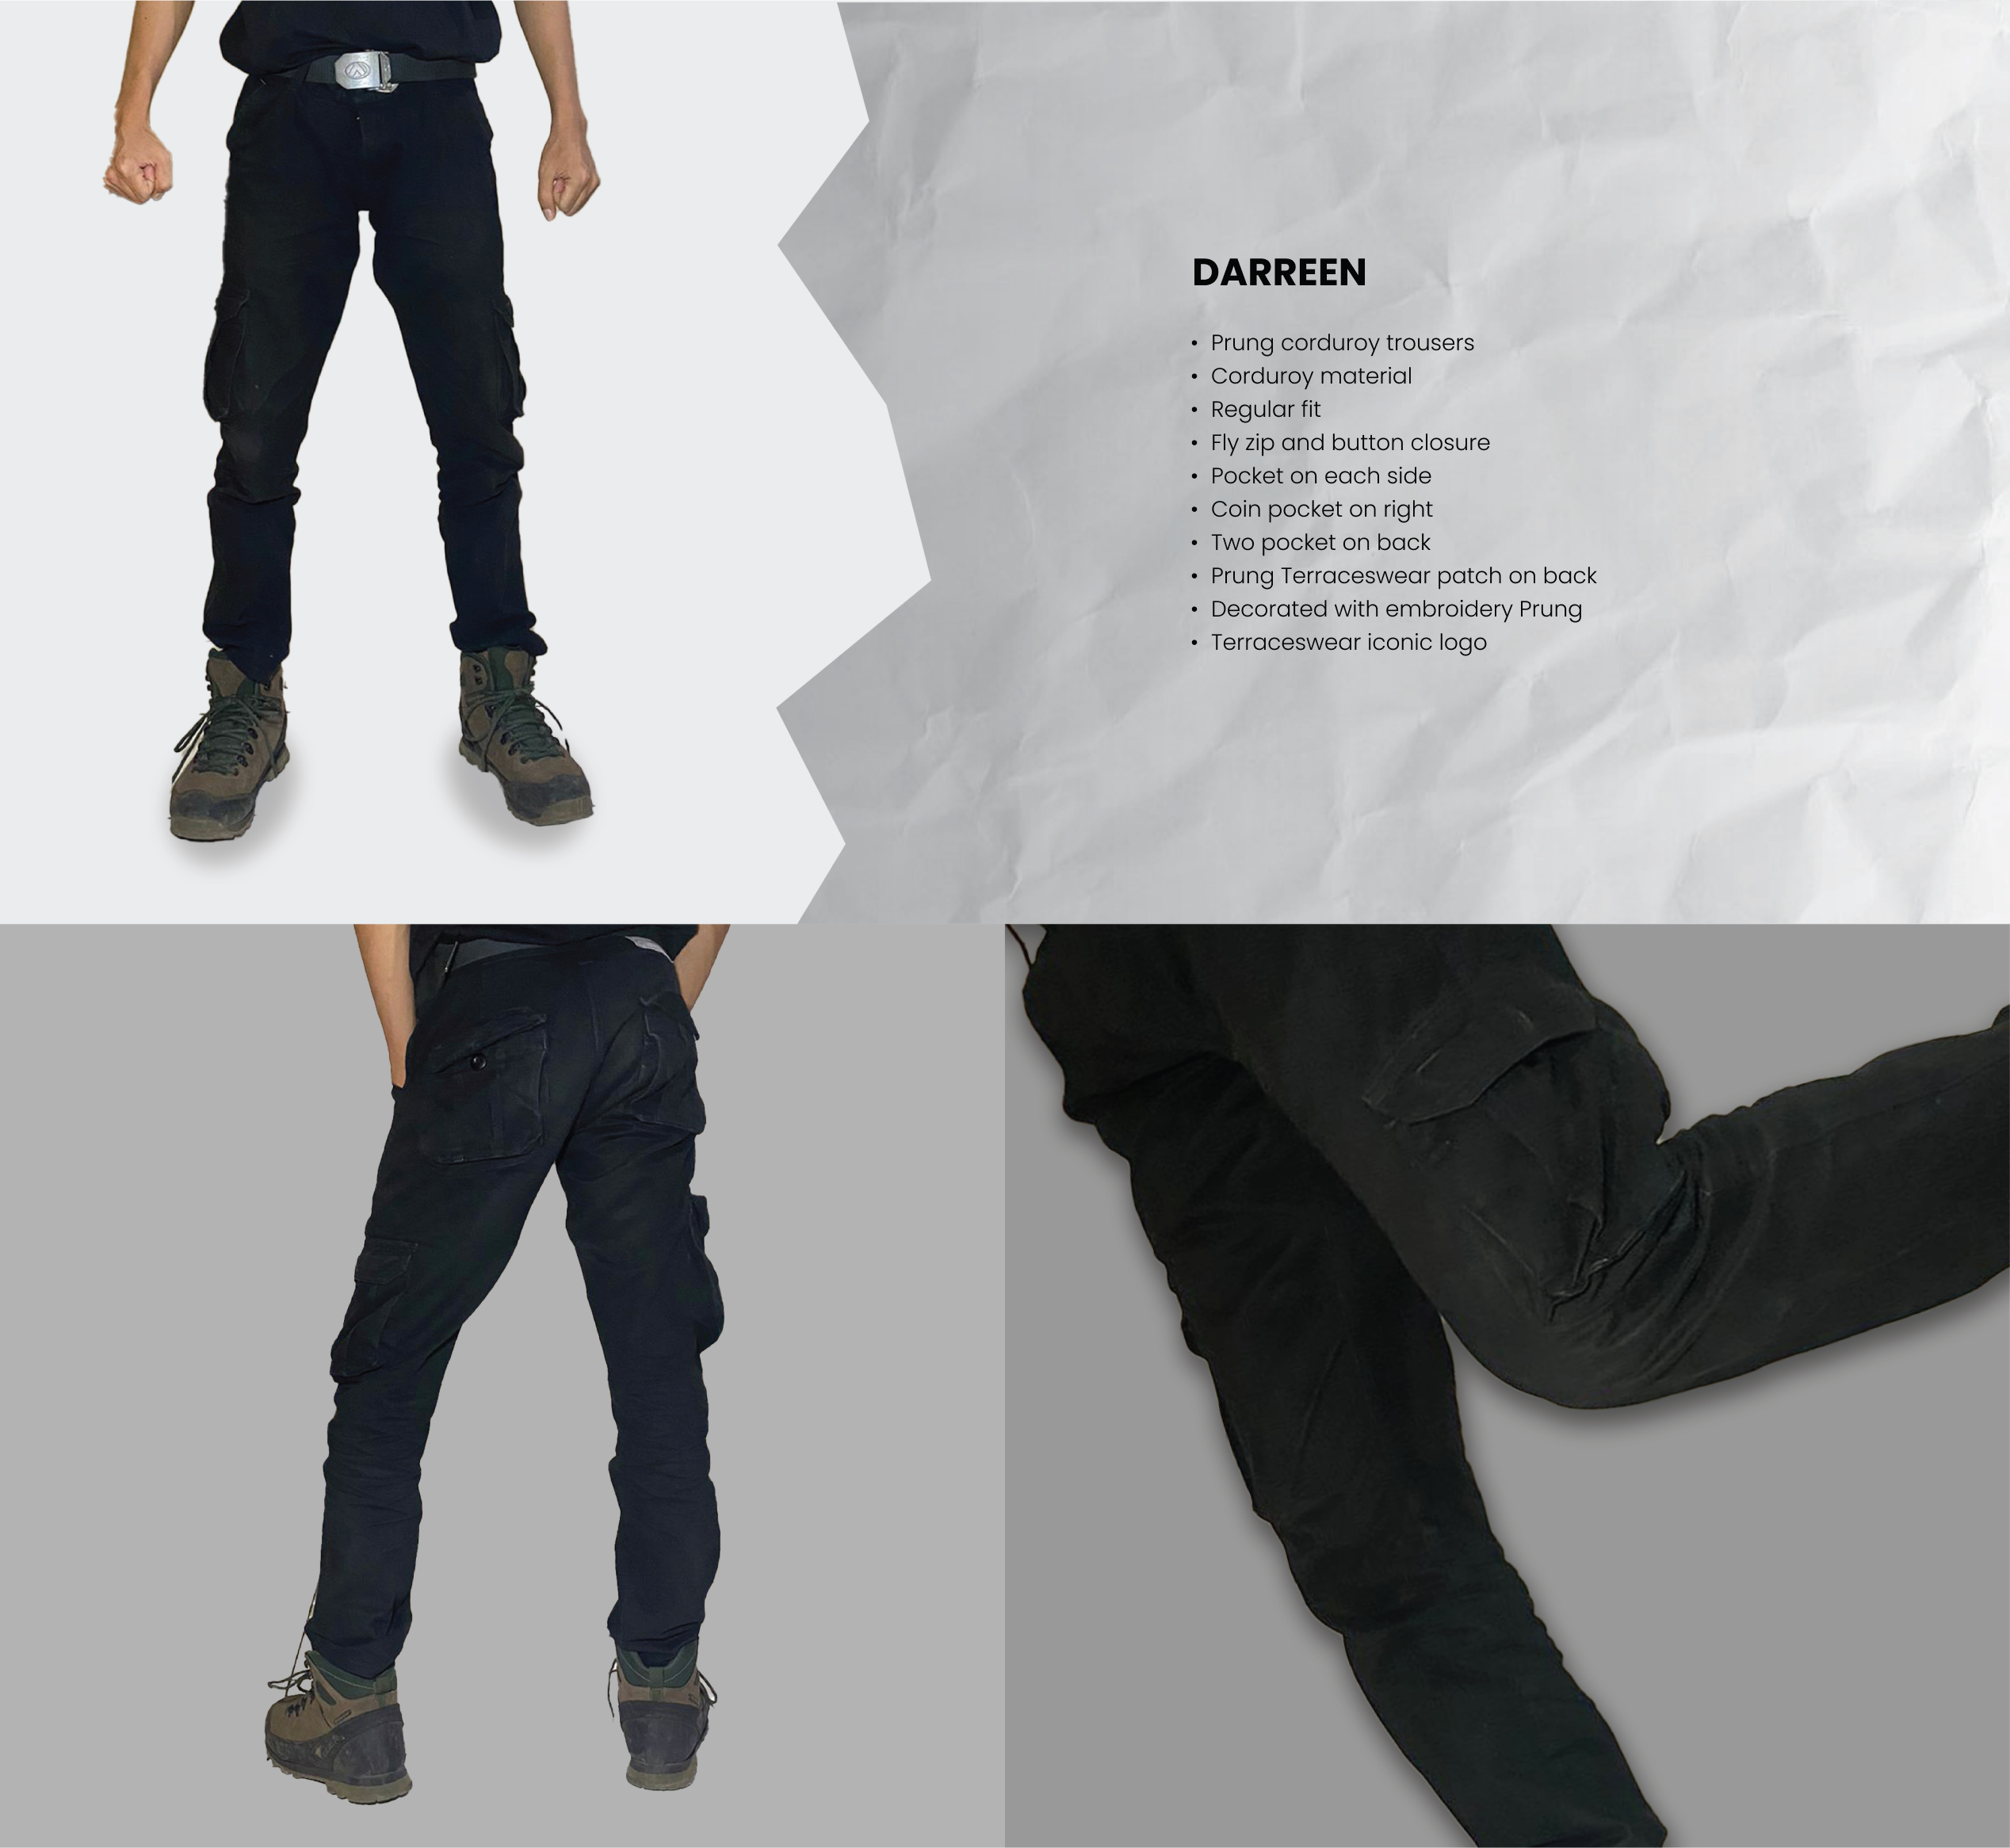 DARREEN
• Prung corduroy trousers
• Corduroy material
• Regular fit
• Fly zip and button closure
• Pocket on each side
• Coin pocket on right
• Two pocket on back
• Prung Terraceswear patch on back
• Decorated with embroidery Prung
• Terraceswear iconic logo